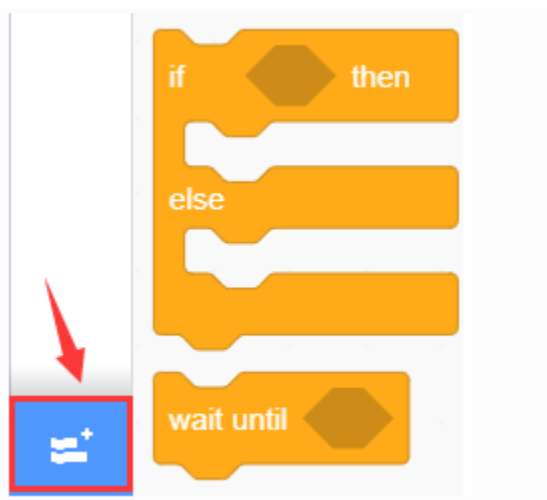 if then
else
wait until